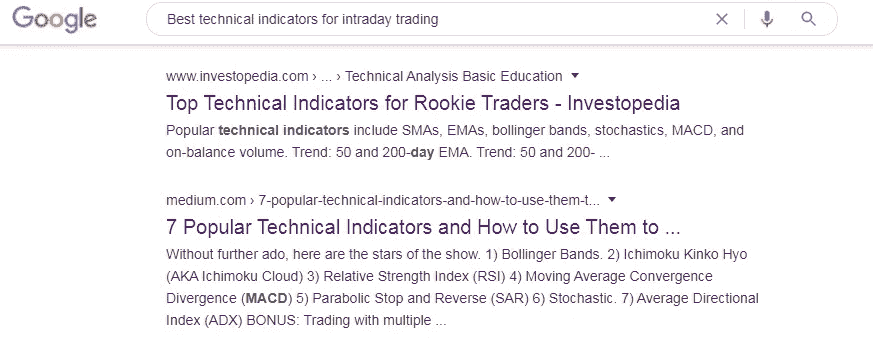 Google
Best technical indicators for intraday trading
www.investopedia.com › ... › Technical Analysis Basic Education
Top Technical Indicators for Rookie Traders - Investopedia
Popular technical indicators include SMAs, EMAs, bollinger bands, stochastics, MACD, and
on-balance volume. Trend: 50 and 200-day EMA. Trend: 50 and 200- ...
medium.com › 7-popular-technical-indicators-and-how-to-use-them-t...
7 Popular Technical Indicators and How to Use Them to ...
Without further ado, here are the stars of the show. 1) Bollinger Bands. 2) Ichimoku Kinko Hyo
(AKA Ichimoku Cloud) 3) Relative Strength Index (RSI) 4) Moving Average Convergence
Divergence (MACD) 5) Parabolic Stop and Reverse (SAR) 6) Stochastic. 7) Average Directional
Index (ADX) BONUS: Trading with multiple ...